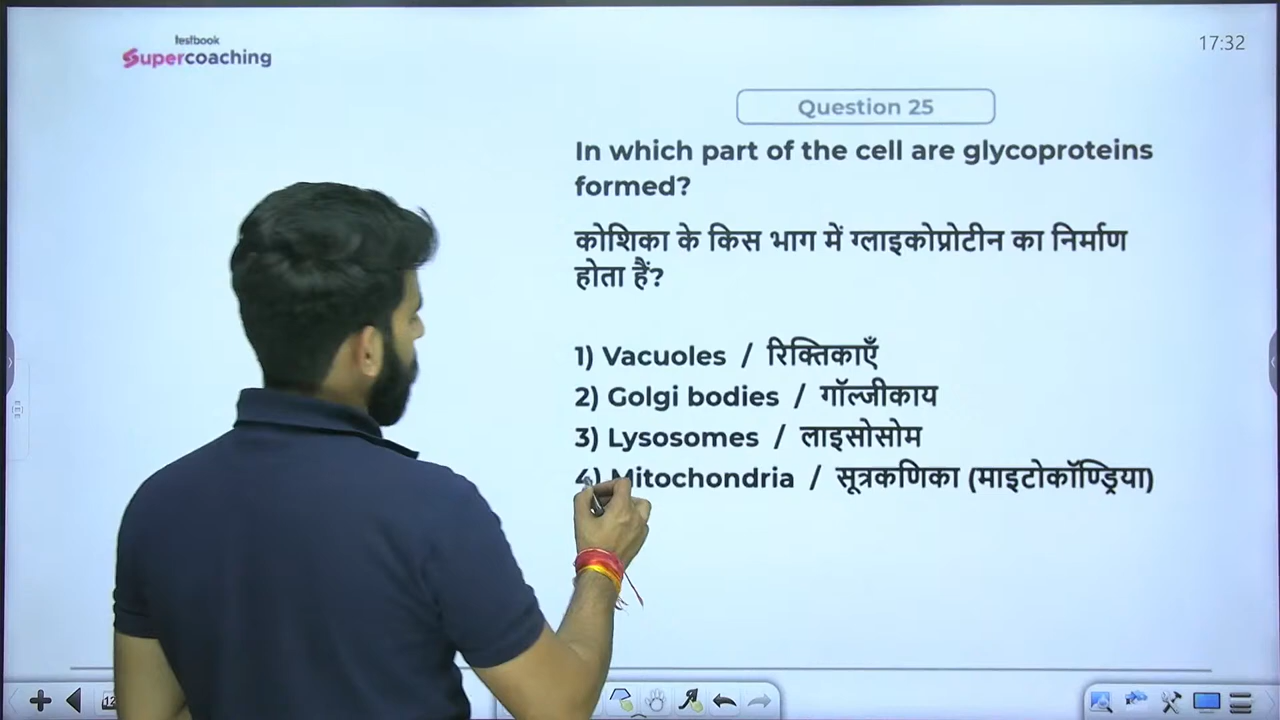 testbook
Supercoaching
17:32
Question 25
In which part of the cell are glycoproteins
formed?
कोशिका के किस भाग में ग्लाइकोप्रोटीन का निर्माण
होता हैं?
1) Vacuoles / रिक्तिकाएँ
2) Golgi bodies / गॉल्जीकाय
3) Lysosomes / लाइसोसोम
4) Mitochondria / सूत्रकणिका (माइटोकॉण्ड्रिया)